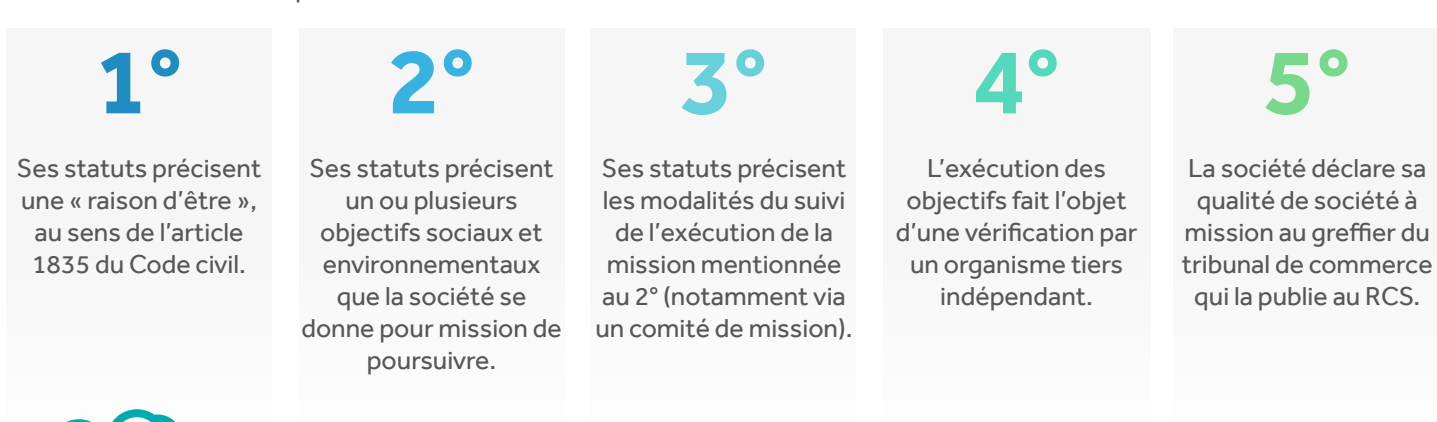 1°
Ses statuts précisent
une « raison d’être »,
au sens de l’article
1835 du Code civil.
2°
Ses statuts précisent
un ou plusieurs
objectifs sociaux et
environnementaux
que la société se
donne pour mission de
poursuivre.
3°
Ses statuts précisent
les modalités du suivi
de l’exécution de la
mission mentionnée
au 2° (notamment via
un comité de mission).
4°
L’exécution des
objectifs fait l’objet
d’une vérification par
un organisme tiers
indépendant.
5°
La société déclare sa
qualité de société à
mission au greffier du
tribunal de commerce
qui la publie au RCS.